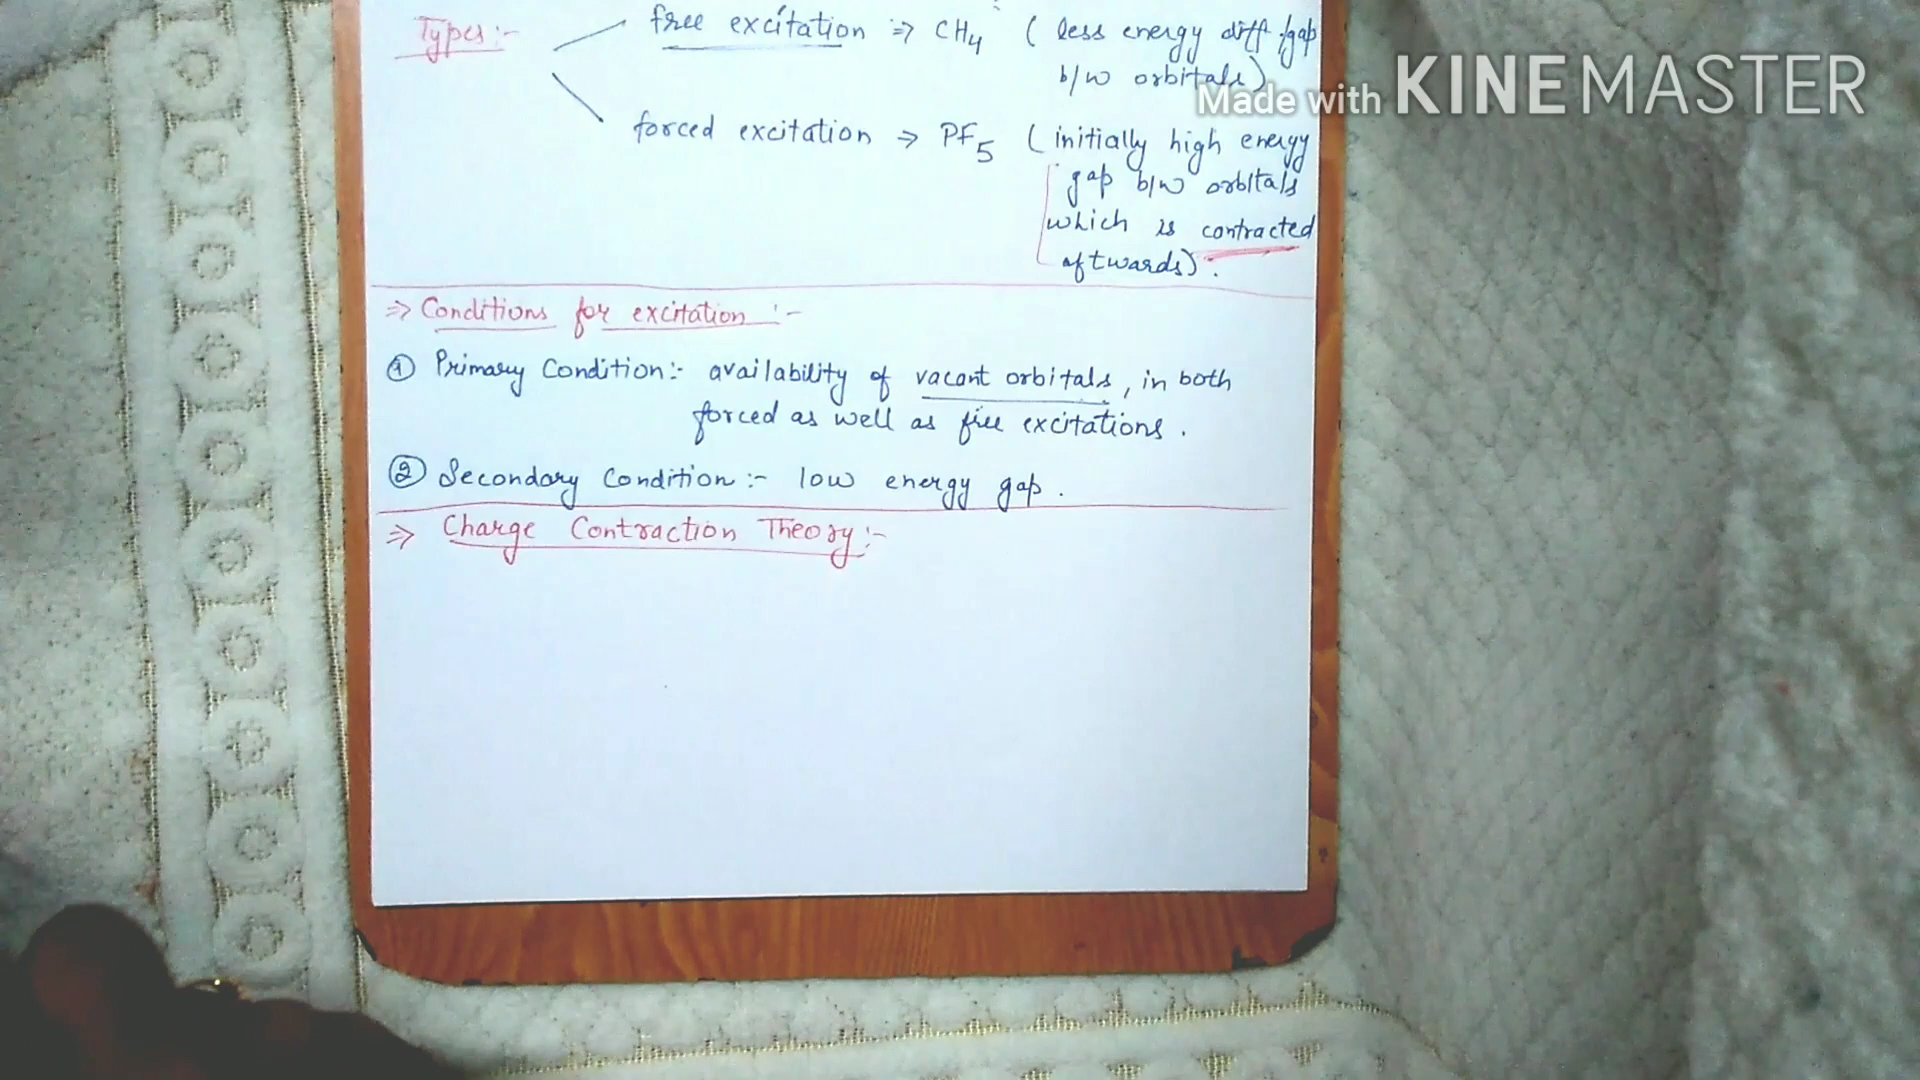 Types:-
free excitation ⇒ CH4 ( less energy diff./gap
b/w orbitals)
Made with KINEMASTER
forced excitation → PF5 ( initially high energy
gap b/w orbitals
which is contracted
aftwards).
⇒ Conditions for excitation :-
① Primary Condition:- availability of vacant orbitals, in both
forced as well as free excitations.
② Secondary Condition:- low energy gap.
⇒ Charge Contraction Theory:-